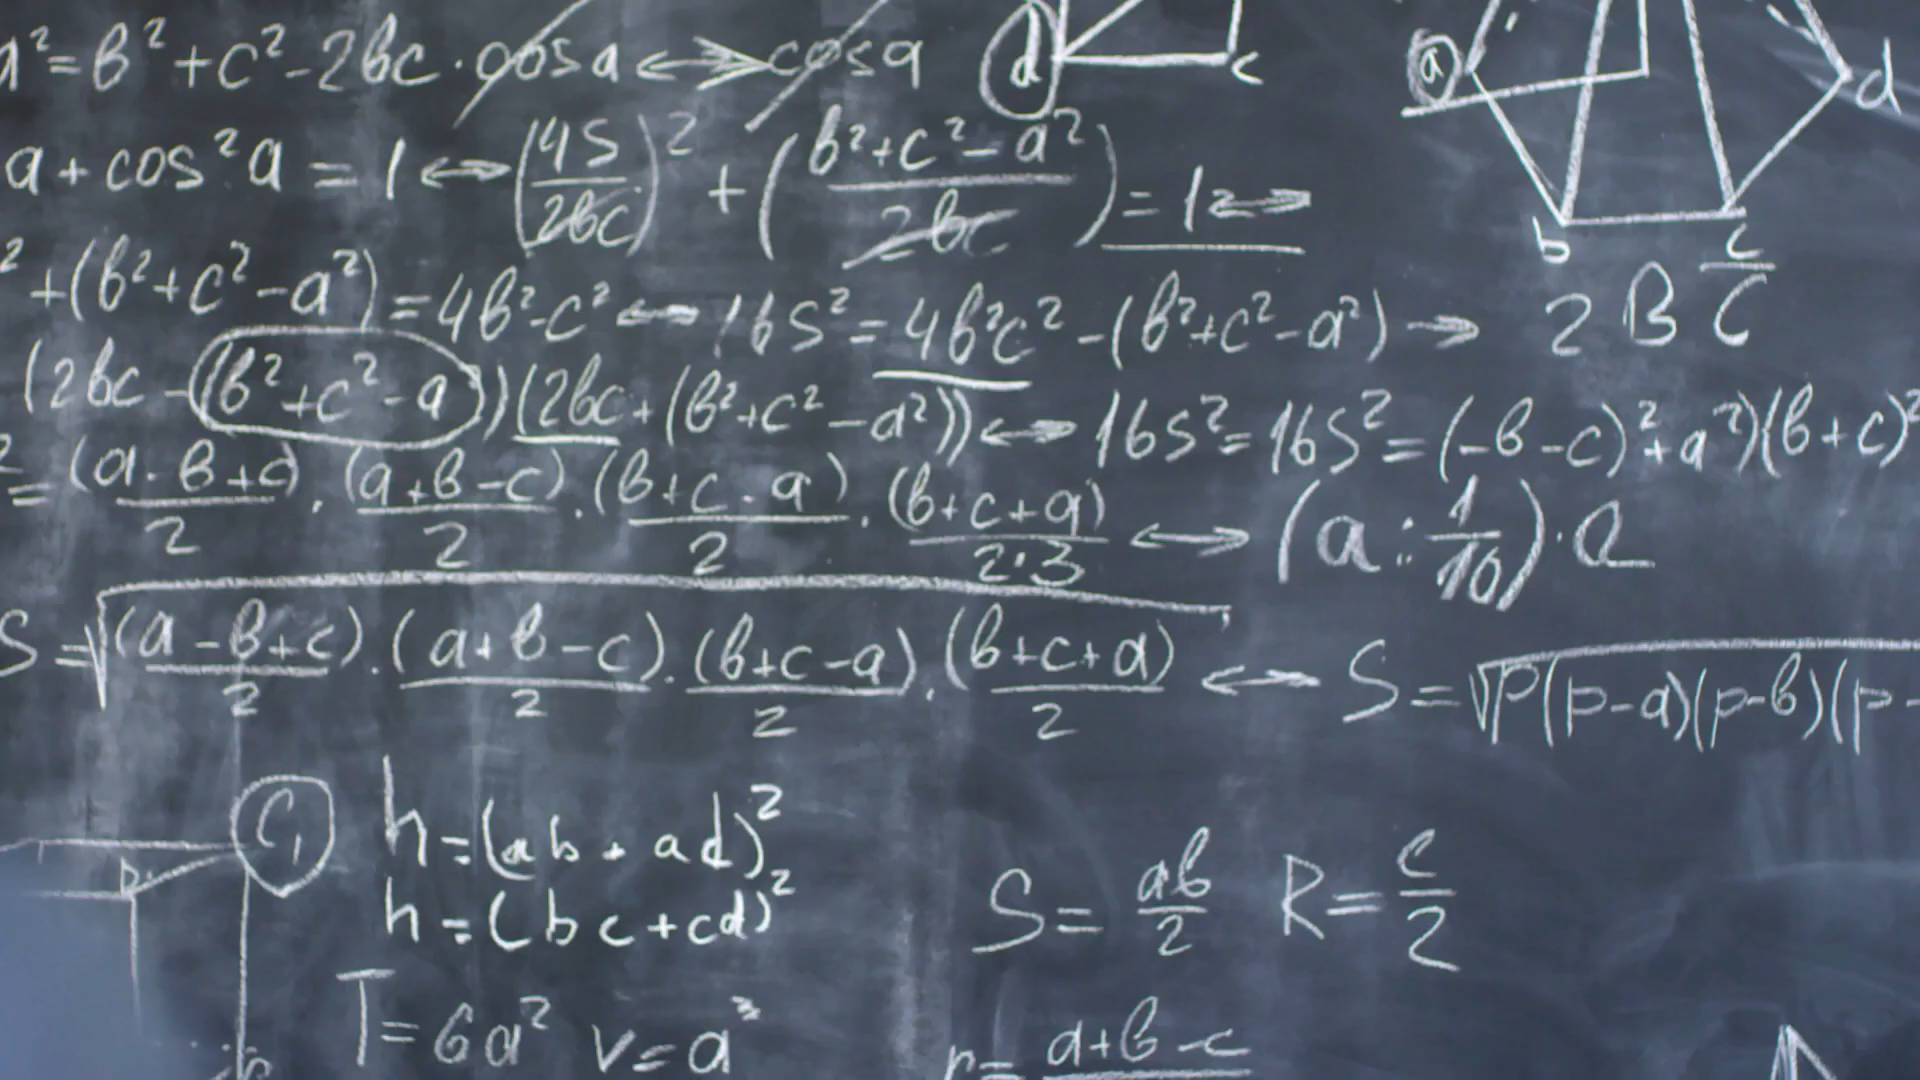 a²=b²+c²-2bc·cosa<->cosa
d
c
a
d
a+cos²a=1<->(4S/2bc)²+(b²+c²-a²/2bc)=1<->
b
c
²+(b²+c²-a²)=4b²-c²<->16S²=4b²c²-(b²+c²-a²)->
2 B c/C
(2bc-(b²+c²-a))(2bc+(b²+c²-a²))<->16S²=16S²=(-b-c)²+a²)(b+c)²
²=(a-b+c)/2·(a+b-c)/2·(b+c-a)/2·(b+c+a)/2·3<->(a:1/10)·a
S=√(a-b+c)/2·(a+b-c)/2·(b+c-a)/2·(b+c+a)/2<->S=√p(p-a)(p-b)(p-
C₁
h=(ab+ad)²
h=(bc+cd)²
S=ab/2 R=c/2
T=6a² v=a³
r=a+b-c